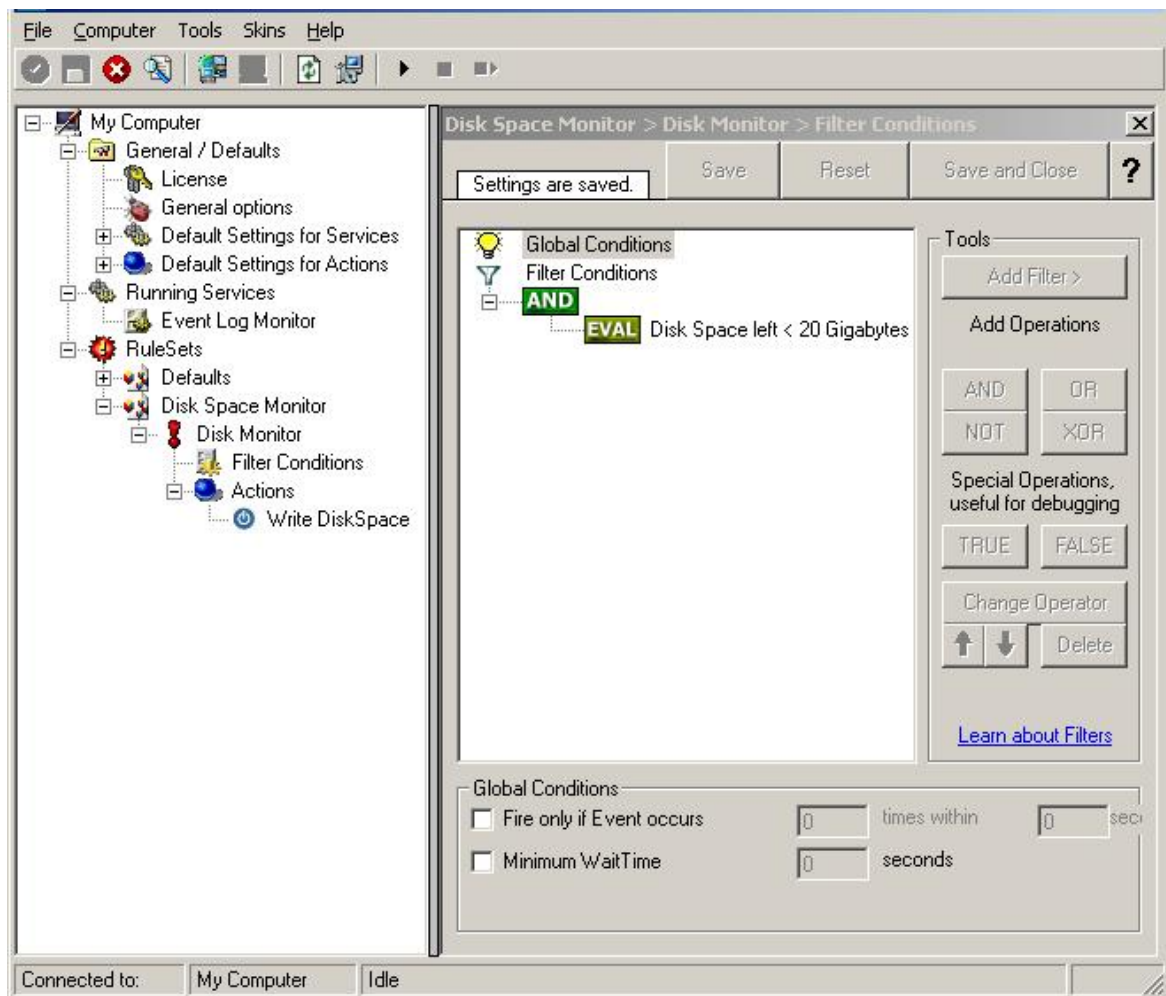 File Computer Tools Skins Help
My Computer
General / Defaults
License
General options
Default Settings for Services
Default Settings for Actions
Running Services
Event Log Monitor
RuleSets
Defaults
Disk Space Monitor
Disk Monitor
Filter Conditions
Actions
Write DiskSpace
Disk Space Monitor > Disk Monitor > Filter Conditions
Settings are saved. Save Reset Save and Close ?
Global Conditions
Filter Conditions
AND
EVAL Disk Space left < 20 Gigabytes
Tools
Add Filter >
Add Operations
AND OR
NOT XOR
Special Operations,
useful for debugging
TRUE FALSE
Change Operator
Delete
Learn about Filters
Global Conditions
Fire only if Event occurs 0 times within 0 seco
Minimum WaitTime 0 seconds
Connected to: My Computer Idle